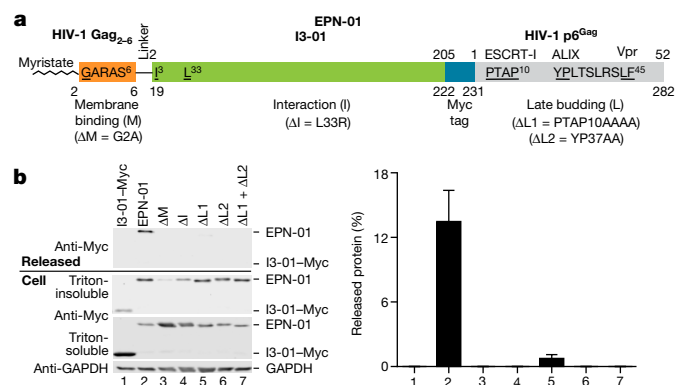 a
EPN-01
HIV-1 Gag2–6
Linker
I3-01
HIV-1 p6Gag
Myristate
2
205
1
ESCRT-I
ALIX
Vpr
52
GARAS6
I3
L33
PTAP10
YPLTSLRSLF45
2
6
19
222
231
282
Membrane
binding (M)
(ΔM = G2A)
Interaction (I)
(ΔI = L33R)
Myc
tag
Late budding (L)
(ΔL1 = PTAP10AAAA)
(ΔL2 = YP37AA)
b
I3-01–Myc
EPN-01
ΔM
ΔI
ΔL1
ΔL2
ΔL1 + ΔL2
Anti-Myc
Released
EPN-01
I3-01–Myc
Cell
Triton-
insoluble
Anti-Myc
Triton-
soluble
EPN-01
I3-01–Myc
EPN-01
I3-01–Myc
Anti-GAPDH
GAPDH
1 2 3 4 5 6 7
Released protein (%)
18
12
6
0
1 2 3 4 5 6 7